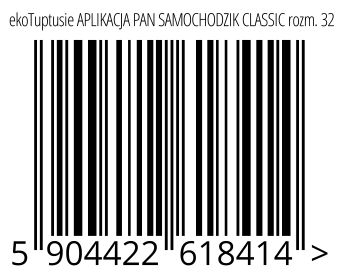 ekoTuptusie APLIKACJA PAN SAMOCHODZIK CLASSIC rozm. 32
5 904422 618414 >